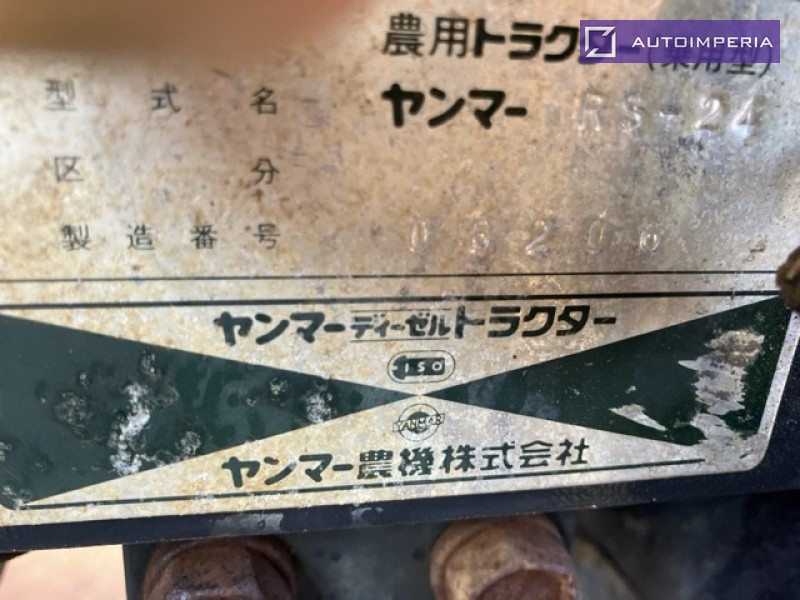 AUTOIMPERIA
農用トラクター(乗用型)
型式名 ヤンマー RS-24
区分
製造番号
ヤンマーディーゼルトラクター
ISO
YANMAR
ヤンマー農機株式会社